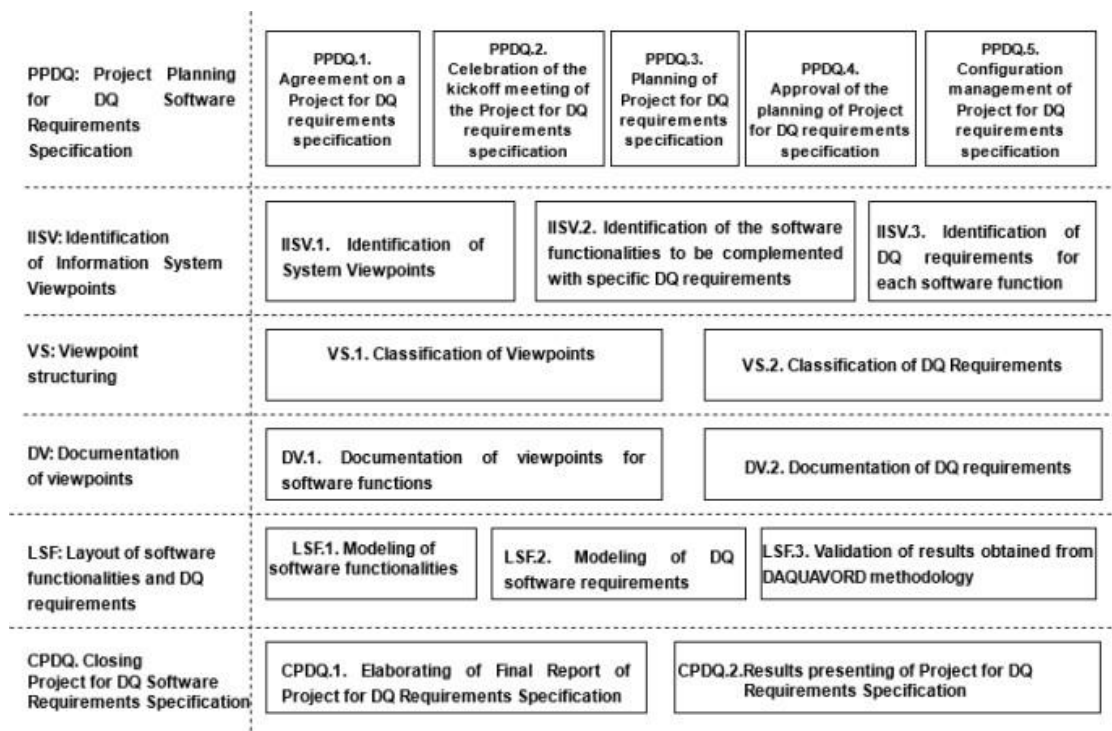 PPDQ: Project Planning
for DQ Software
Requirements
Specification
PPDQ.1.
Agreement on a
Project for DQ
requirements
specification
PPDQ.2.
Celebration of the
kickoff meeting of
the Project for DQ
requirements
specification
PPDQ.3.
Planning of
Project for DQ
requirements
specification
PPDQ.4.
Approval of the
planning of Project
for DQ requirements
specification
PPDQ.5.
Configuration
management of
Project for DQ
requirements
specification
IISV: Identification
of Information System
Viewpoints
IISV.1. Identification of
System Viewpoints
IISV.2. Identification of the software
functionalities to be complemented
with specific DQ requirements
IISV.3. Identification of
DQ requirements for
each software function
VS: Viewpoint
structuring
VS.1. Classification of Viewpoints
VS.2. Classification of DQ Requirements
DV: Documentation
of viewpoints
DV.1. Documentation of viewpoints for
software functions
DV.2. Documentation of DQ requirements
LSF: Layout of software
functionalities and DQ
requirements
LSF.1. Modeling of
software functionalities
LSF.2. Modeling of DQ
software requirements
LSF.3. Validation of results obtained from
DAQUAVORD methodology
CPDQ. Closing
Project for DQ Software
Requirements Specification
CPDQ.1. Elaborating of Final Report of
Project for DQ Requirements Specification
CPDQ.2.Results presenting of Project for DQ
Requirements Specification